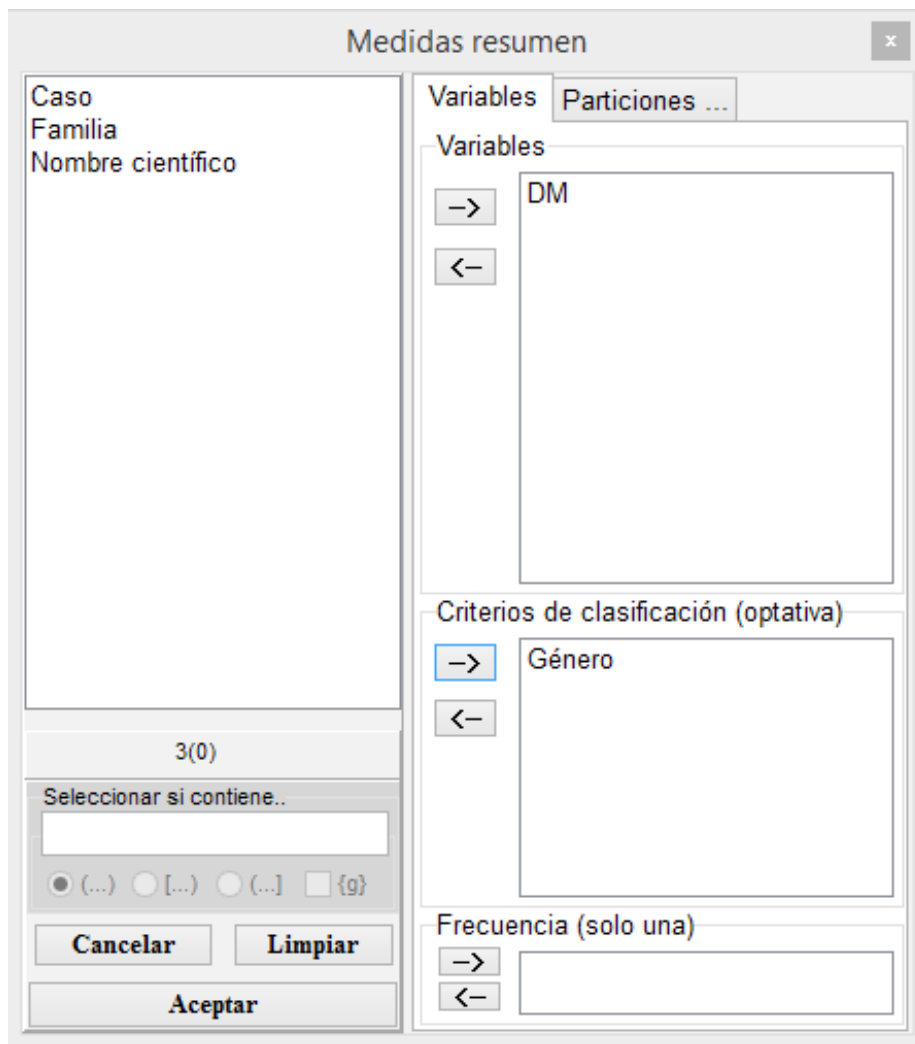 Medidas resumen
x
Caso
Familia
Nombre científico
3(0)
Seleccionar si contiene..
(...) [...) (...] {g}
Cancelar Limpiar
Aceptar
Variables Particiones ...
Variables
–>
<–
DM
Criterios de clasificación (optativa)
–>
<–
Género
Frecuencia (solo una)
–>
<–